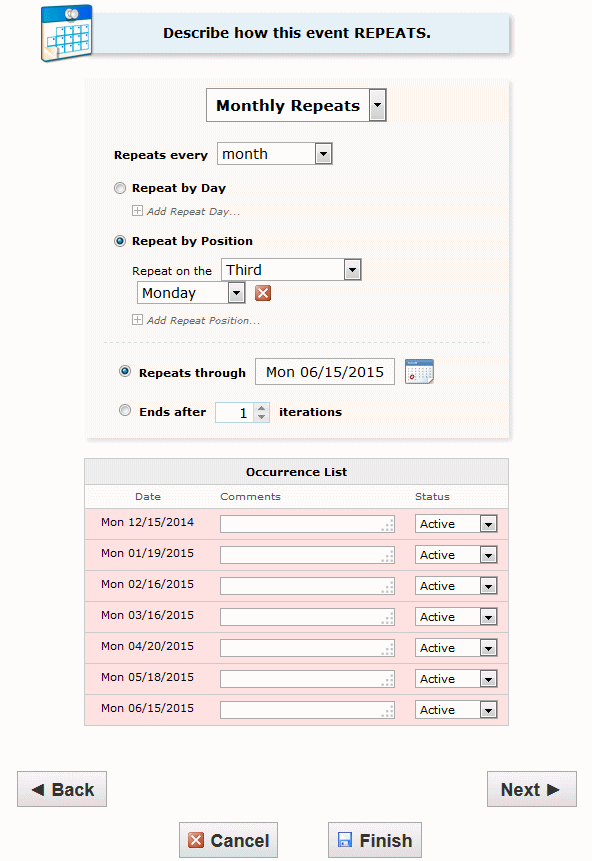 Describe how this event REPEATS.
Monthly Repeats
Repeats every month
Repeat by Day
Add Repeat Day...
Repeat by Position
Repeat on the Third
Monday
Add Repeat Position...
Repeats through Mon 06/15/2015
Ends after 1 iterations
Occurrence List
Date Comments Status
Mon 12/15/2014 Active
Mon 01/19/2015 Active
Mon 02/16/2015 Active
Mon 03/16/2015 Active
Mon 04/20/2015 Active
Mon 05/18/2015 Active
Mon 06/15/2015 Active
Back Next
Cancel Finish